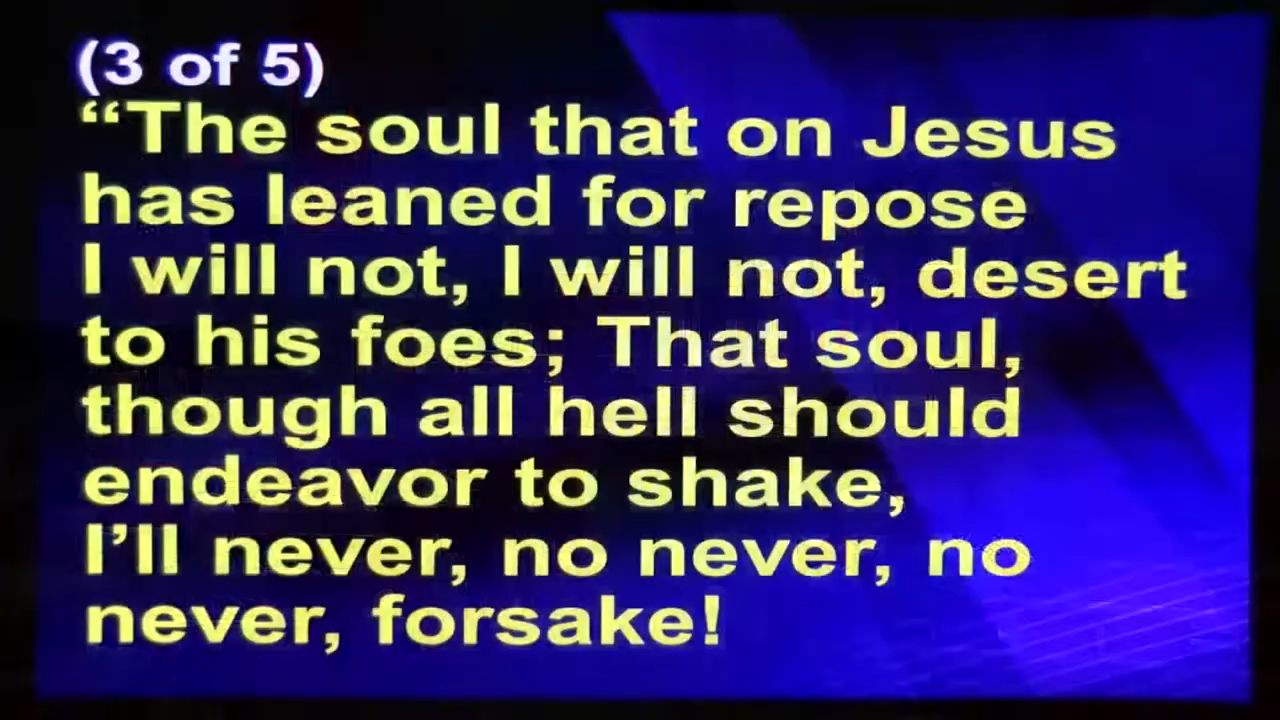 (3 of 5)
“The soul that on Jesus
has leaned for repose
I will not, I will not, desert
to his foes; That soul,
though all hell should
endeavor to shake,
I’ll never, no never, no
never, forsake!